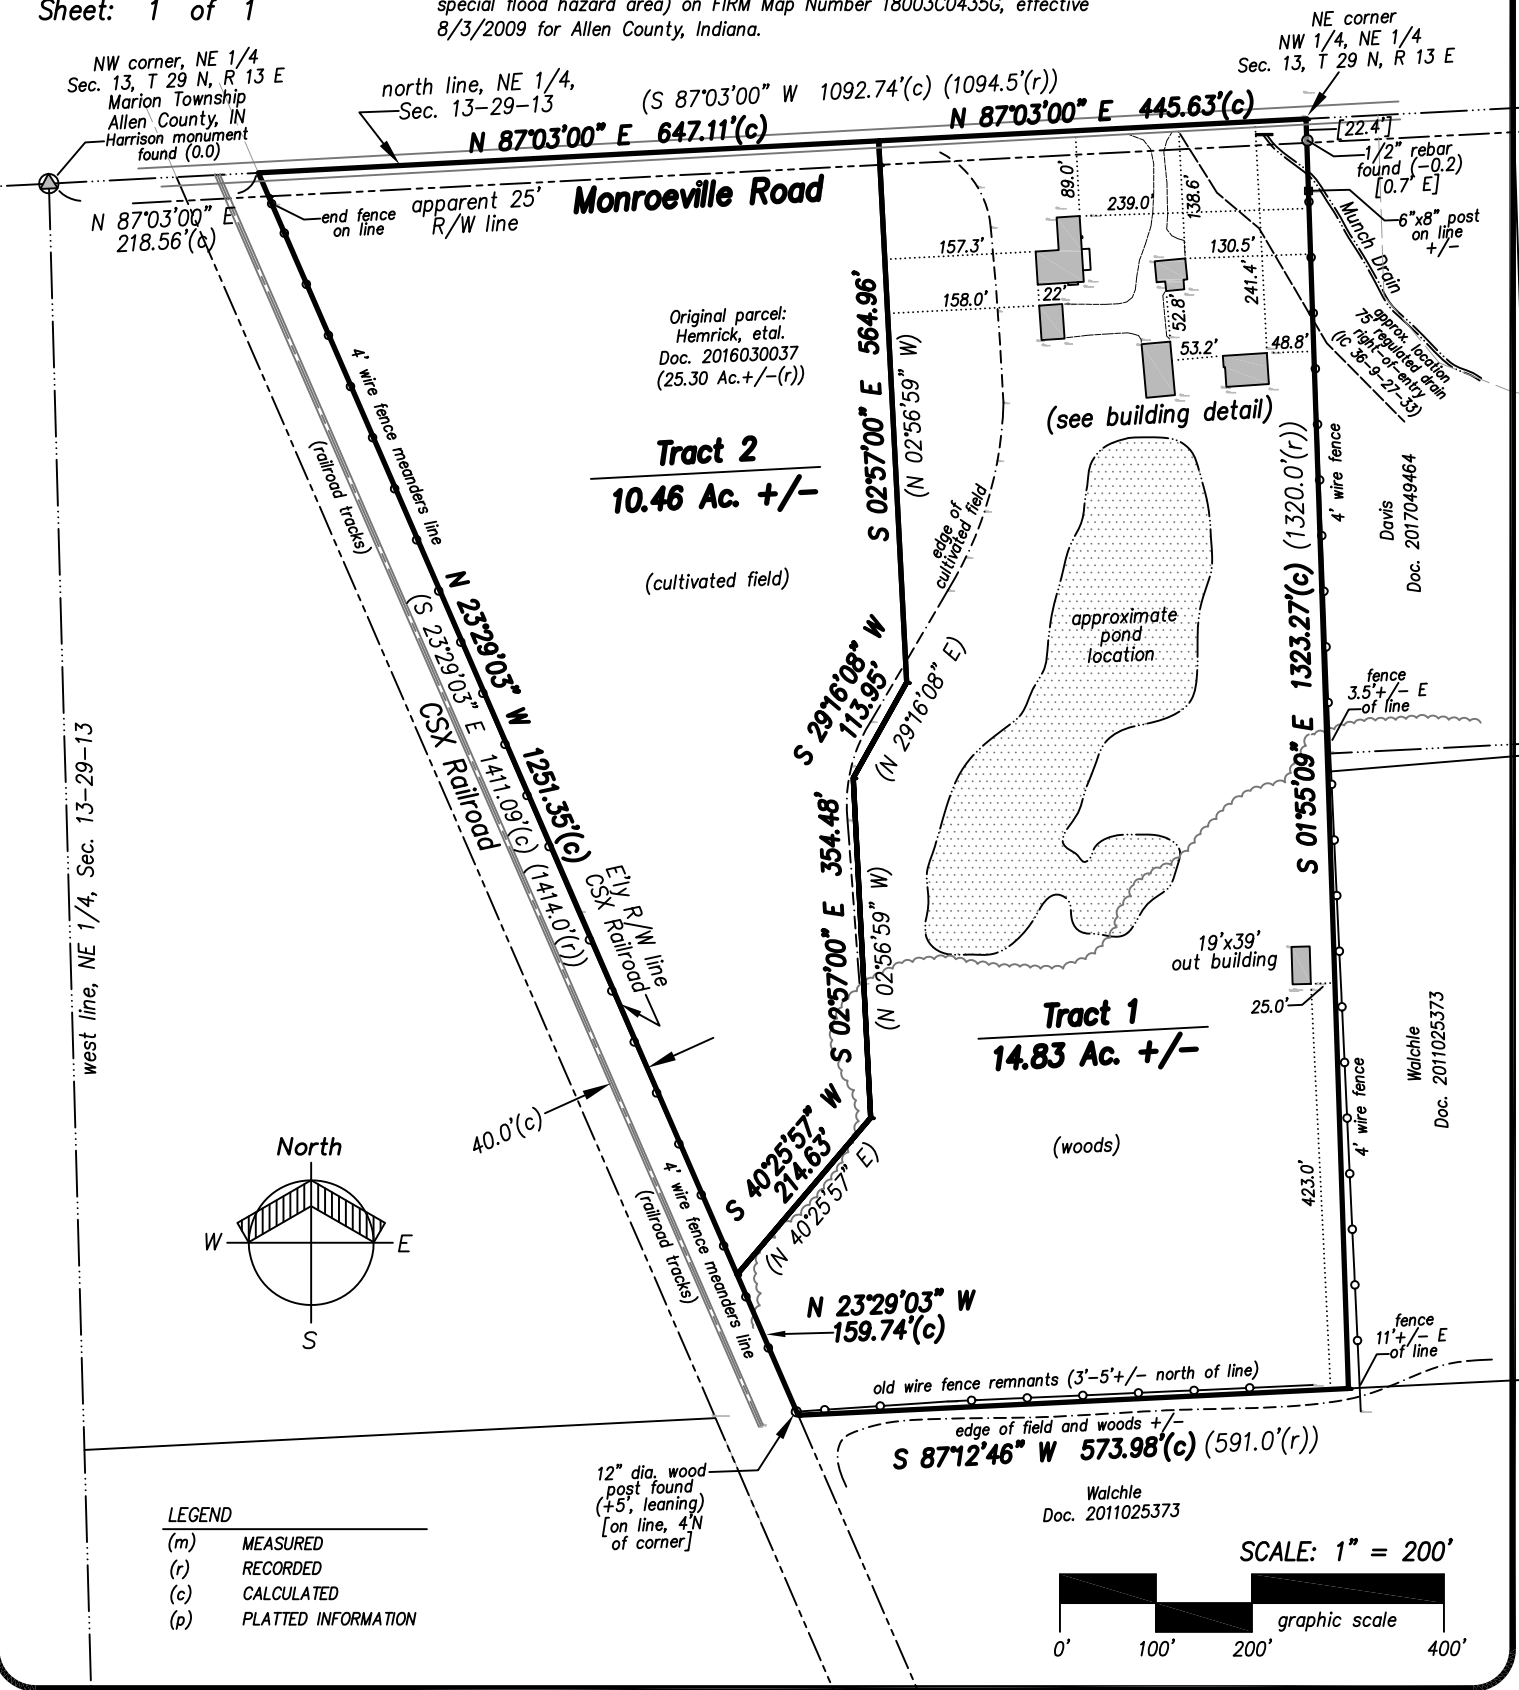 Sheet: 1 of 1
special flood hazard area) on FIRM Map Number 18003C0435G, effective
8/3/2009 for Allen County, Indiana.
NW corner, NE 1/4
Sec. 13, T 29 N, R 13 E
Marion Township
Allen County, IN
Harrison monument
found (0.0)
north line, NE 1/4,
Sec. 13-29-13
(S 87°03'00" W 1092.74'(c) (1094.5'(r))
N 87°03'00" E 647.11'(c)
N 87°03'00" E 445.63'(c)
NE corner
NW 1/4, NE 1/4
Sec. 13, T 29 N, R 13 E
[22.4']
1/2" rebar
found (-0.2)
[0.7' E]
6"x8" post
on line
+/-
Munch Drain
approx. location
75' regulated drain
right-of-entry
(IC 36-9-27-33)
N 87°03'00" E
218.56'(c)
end fence
on line
apparent 25'
R/W line
Monroeville Road
89.0'
239.0'
138.6'
157.3'
130.5'
241.4'
158.0'
22'
52.8'
53.2'
48.8'
(see building detail)
Original parcel:
Hemrick, etal.
Doc. 2016030037
(25.30 Ac.+/-(r))
Tract 2
10.46 Ac. +/-
(cultivated field)
S 02°57'00" E 564.96'
(N 02°56'59" W)
edge of
cultivated field
4' wire fence meanders line
(railroad tracks)
N 23°29'03" W 1251.35'(c)
(S 23°29'03" E 1411.09'(c) (1414.0'(r))
CSX Railroad
E'ly R/W line
CSX Railroad
S 29°16'08" W
113.95'
(N 29°16'08" E)
approximate
pond
location
S 01°55'09" E 1323.27'(c) (1320.0'(r))
4' wire fence
Davis
Doc. 2017049464
fence
3.5'+/- E
of line
west line, NE 1/4, Sec. 13-29-13
S 02°57'00" E 354.48'
(N 02°56'59" W)
19'x39'
out building
25.0'
Tract 1
14.83 Ac. +/-
(woods)
Walchle
Doc. 2011025373
4' wire fence
423.0'
40.0'(c)
S 40°25'57" W
214.63'
(N 40°25'57" E)
4' wire fence meanders line
(railroad tracks)
North
W
E
S
N 23°29'03" W
159.74'(c)
fence
11'+/- E
of line
old wire fence remnants (3'-5'+/- north of line)
edge of field and woods +/-
S 87°12'46" W 573.98'(c) (591.0'(r))
12" dia. wood
post found
(+5', leaning)
[on line, 4'N
of corner]
Walchle
Doc. 2011025373
LEGEND
(m) MEASURED
(r) RECORDED
(c) CALCULATED
(p) PLATTED INFORMATION
SCALE: 1" = 200'
graphic scale
0' 100' 200' 400'